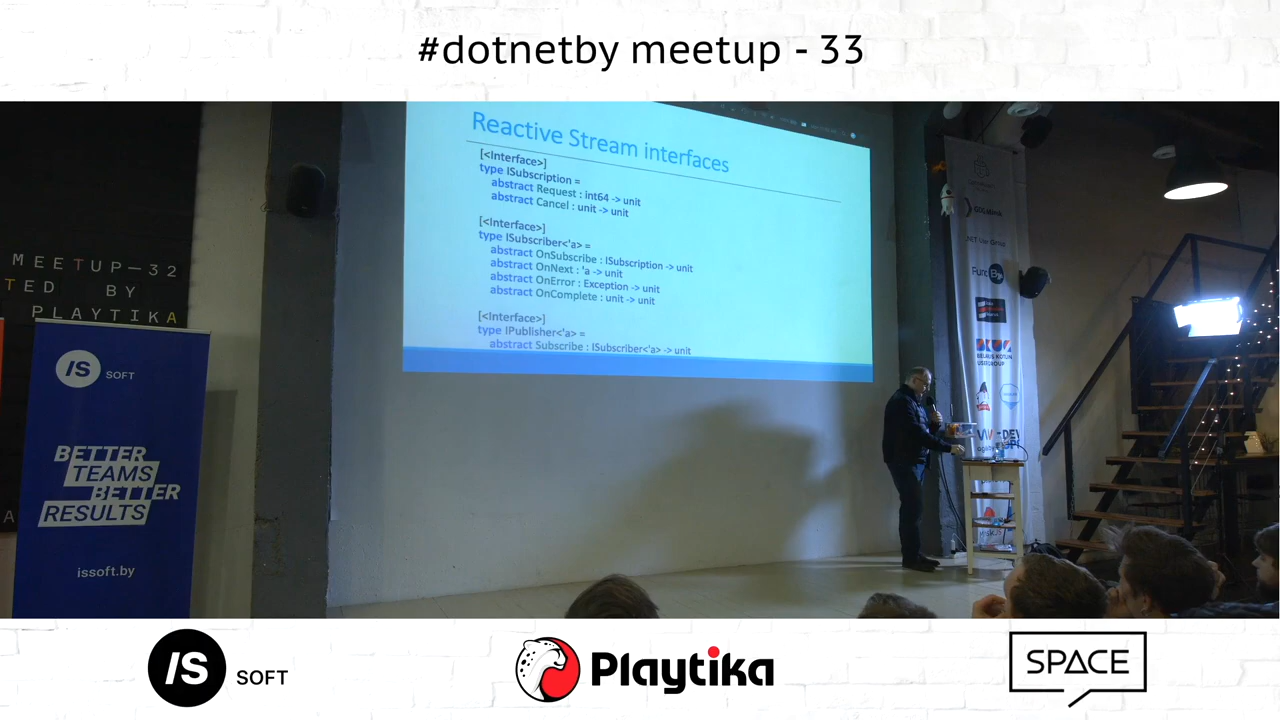 #dotnetby meetup - 33
Reactive Stream interfaces
[<Interface>]
type ISubscription =
abstract Request : int64 -> unit
abstract Cancel : unit -> unit
[<Interface>]
type ISubscriber<'a> =
abstract OnSubscribe : ISubscription -> unit
abstract OnNext : 'a -> unit
abstract OnError : Exception -> unit
abstract OnComplete : unit -> unit
[<Interface>]
type IPublisher<'a> =
abstract Subscribe : ISubscriber<'a> -> unit
MEETUP-32
TED BY
PLAYTIKA
A
/S SOFT
BETTER
TEAMS
BETTER
RESULTS
issoft.by
.NET User Group
/S SOFT
Playtika
SPACE